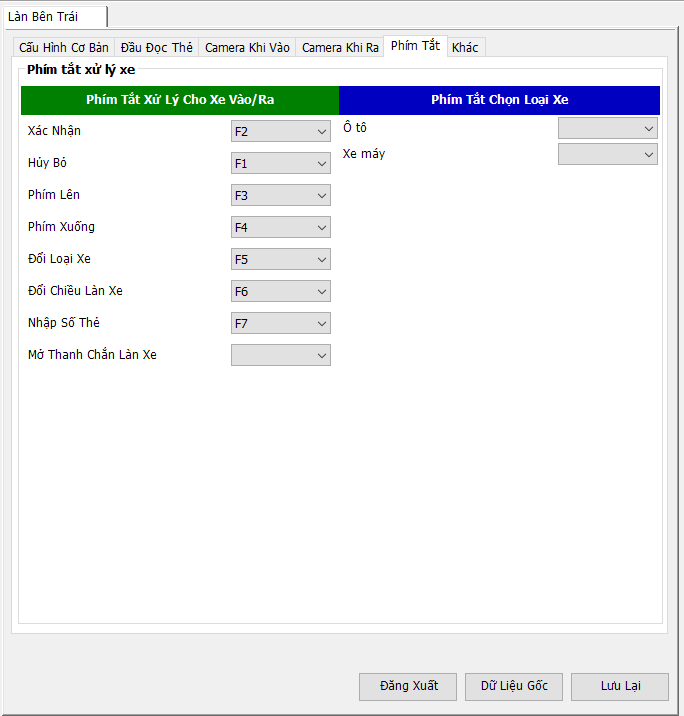 Làn Bên Trái
Cấu Hình Cơ Bản Đầu Đọc Thẻ Camera Khi Vào Camera Khi Ra Phím Tắt Khác
Phím tắt xử lý xe
Phím Tắt Xử Lý Cho Xe Vào/Ra Phím Tắt Chọn Loại Xe
Xác Nhận F2 Ô tô
Hủy Bỏ F1 Xe máy
Phím Lên F3
Phím Xuống F4
Đổi Loại Xe F5
Đổi Chiều Làn Xe F6
Nhập Số Thẻ F7
Mở Thanh Chắn Làn Xe
Đăng Xuất Dữ Liệu Gốc Lưu Lại